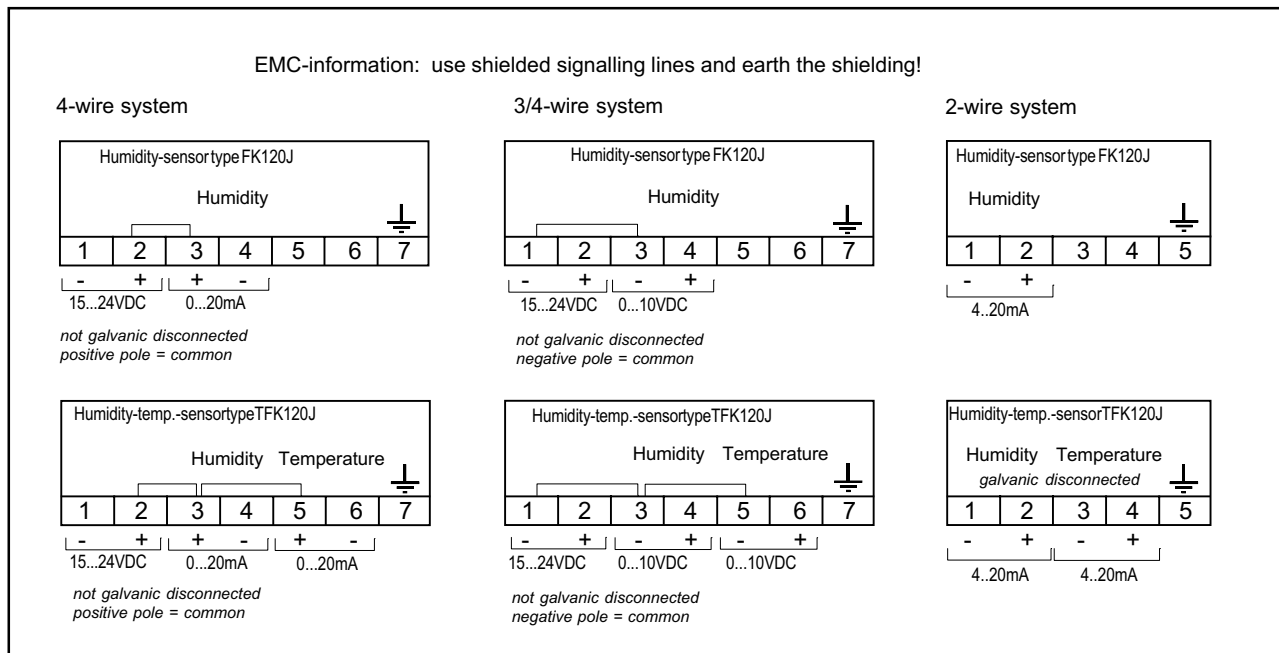 EMC-information: use shielded signalling lines and earth the shielding!
4-wire system
Humidity-sensor type FK120J
Humidity
1 2 3 4 5 6 7
- + + -
15...24VDC 0...20mA
not galvanic disconnected
positive pole = common
3/4-wire system
Humidity-sensor type FK120J
Humidity
1 2 3 4 5 6 7
- + - +
15...24VDC 0...10VDC
not galvanic disconnected
negative pole = common
2-wire system
Humidity-sensor type FK120J
Humidity
1 2 3 4 5
- +
4..20mA
Humidity-temp.-sensortypeTFK120J
Humidity Temperature
1 2 3 4 5 6 7
- + + - + -
15...24VDC 0...20mA 0...20mA
not galvanic disconnected
positive pole = common
Humidity-temp.-sensortypeTFK120J
Humidity Temperature
1 2 3 4 5 6 7
- + - + - +
15...24VDC 0...10VDC 0...10VDC
not galvanic disconnected
negative pole = common
Humidity-temp.-sensorTFK120J
Humidity Temperature
galvanic disconnected
1 2 3 4 5
- + - +
4..20mA 4..20mA